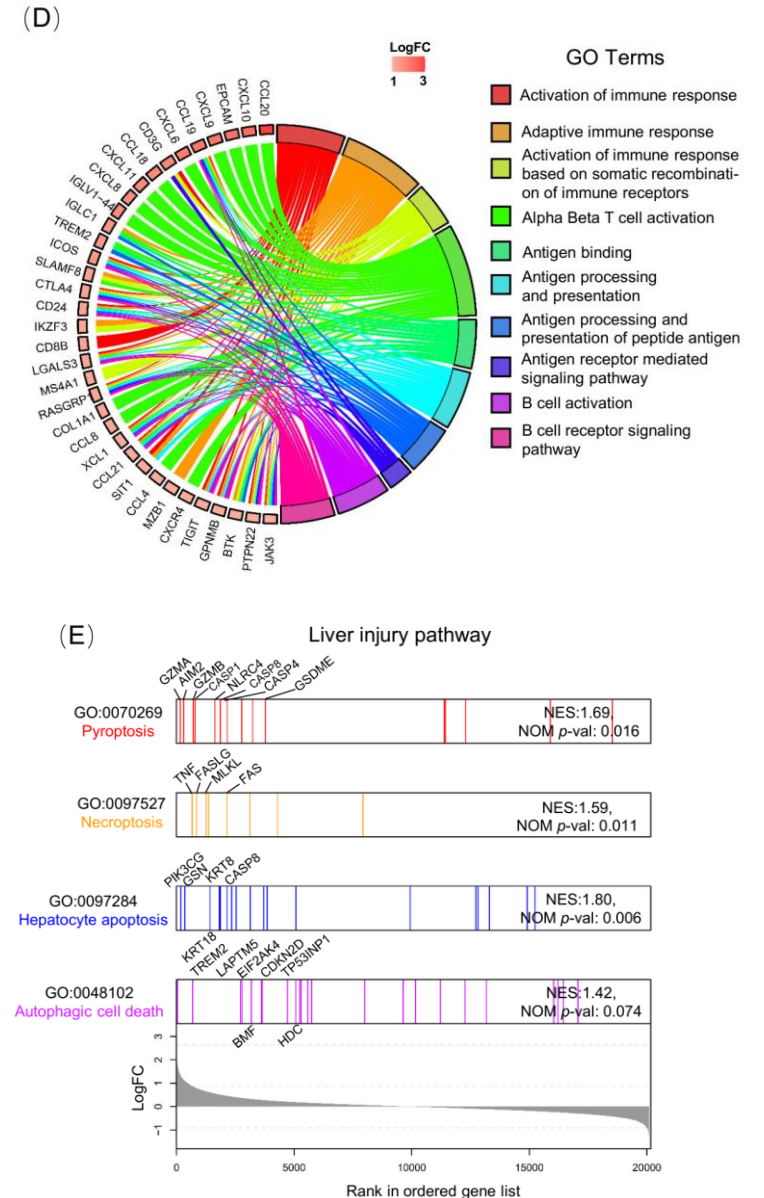 (D)
LogFC
1 3
GO Terms
Activation of immune response
Adaptive immune response
Activation of immune response
based on somatic recombinati-
on of immune receptors
Alpha Beta T cell activation
Antigen binding
Antigen processing
and presentation
Antigen processing and
presentation of peptide antigen
Antigen receptor mediated
signaling pathway
B cell activation
B cell receptor signaling
pathway
CCL20
CXCL10
EPCAM
CXCL9
CCL19
CXCL6
CD3G
CCL18
CXCL11
CXCL8
IGLV1-44
IGLC1
TREM2
ICOS
SLAMF8
CTLA4
CD24
IKZF3
CD8B
LGALS3
MS4A1
RASGRP
COL1A1
CCL8
XCL1
CCL21
SIT1
CCL4
MZB1
CXCR4
TIGIT
GPNMB
BTK
PTPN22
JAK3
(E)
Liver injury pathway
GZMA
AIM2
GZMB
CASP1
NLRC4
CASP8
CASP4
GSDME
GO:0070269
Pyroptosis
NES:1.69,
NOM p-val: 0.016
TNF
FASLG
MLKL
FAS
GO:0097527
Necroptosis
NES:1.59,
NOM p-val: 0.011
PIK3CG
GSN
KRT8
CASP8
GO:0097284
Hepatocyte apoptosis
NES:1.80,
NOM p-val: 0.006
KRT18
TREM2
LAPTM5
EIF2AK4
CDKN2D
TP53INP1
GO:0048102
Autophagic cell death
NES:1.42,
NOM p-val: 0.074
BMF
HDC
LogFC
3
2
1
0
−1
0 5000 10000 15000 20000
Rank in ordered gene list